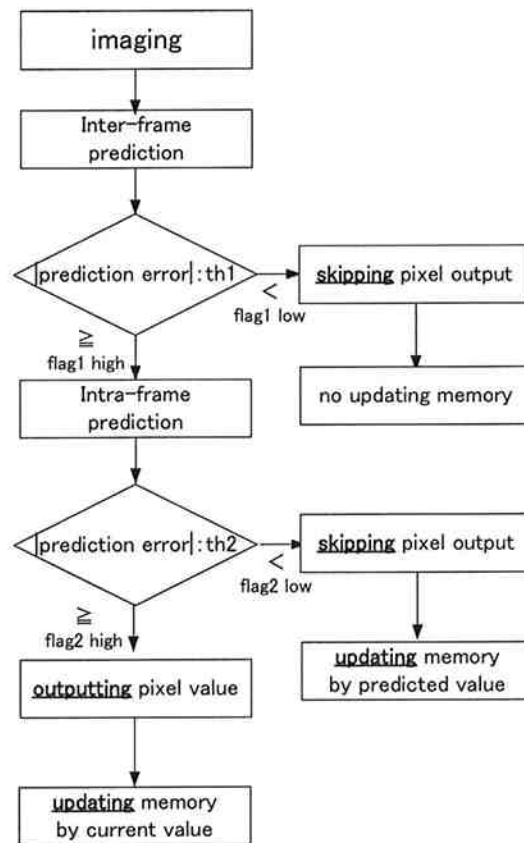 imaging
Inter-frame
prediction
|prediction error|:th1
<
flag1 low
skipping pixel output
no updating memory
≧
flag1 high
Intra-frame
prediction
|prediction error|:th2
<
flag2 low
skipping pixel output
updating memory
by predicted value
≧
flag2 high
outputting pixel value
updating memory
by current value